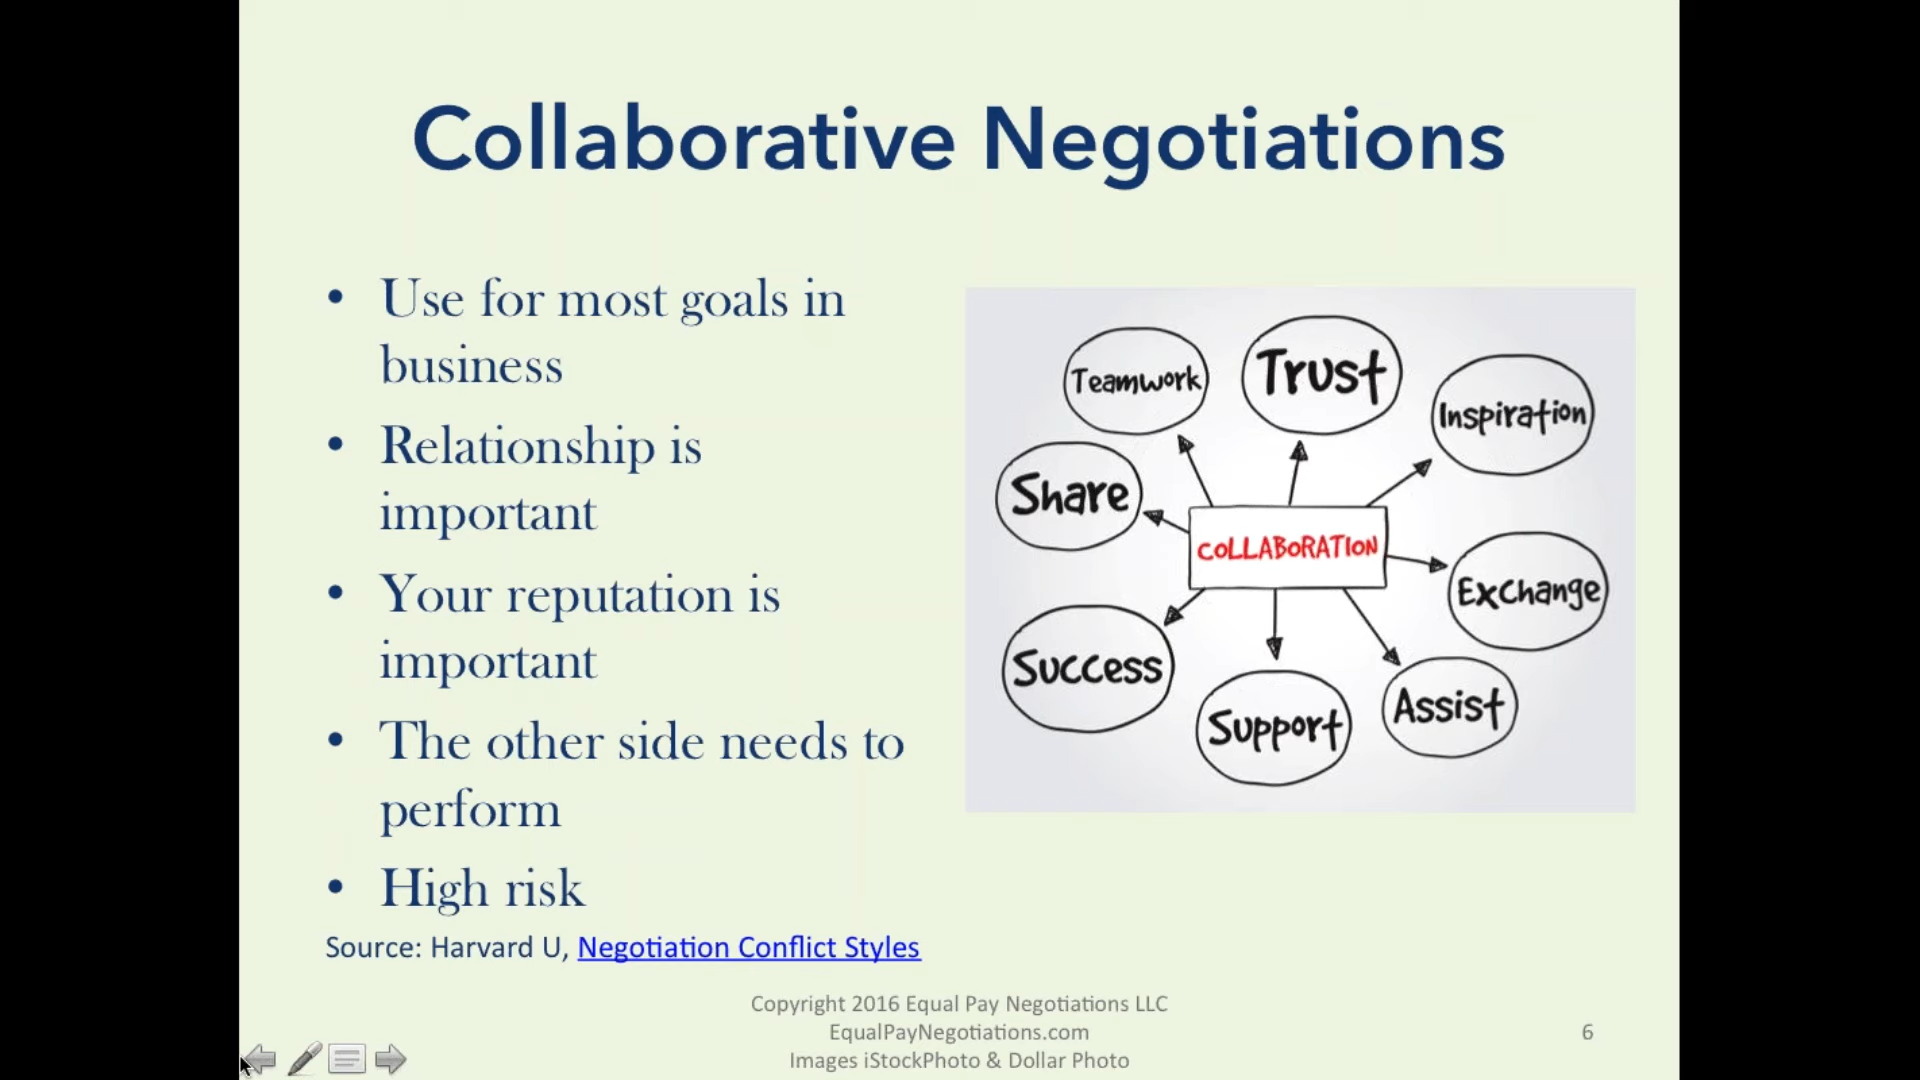 Collaborative Negotiations
• Use for most goals in
business
• Relationship is
important
• Your reputation is
important
• The other side needs to
perform
• High risk
Source: Harvard U, Negotiation Conflict Styles
Teamwork
Trust
Inspiration
Share
COLLABORATION
Exchange
Success
Support
Assist
Copyright 2016 Equal Pay Negotiations LLC
EqualPayNegotiations.com
Images iStockPhoto & Dollar Photo
6